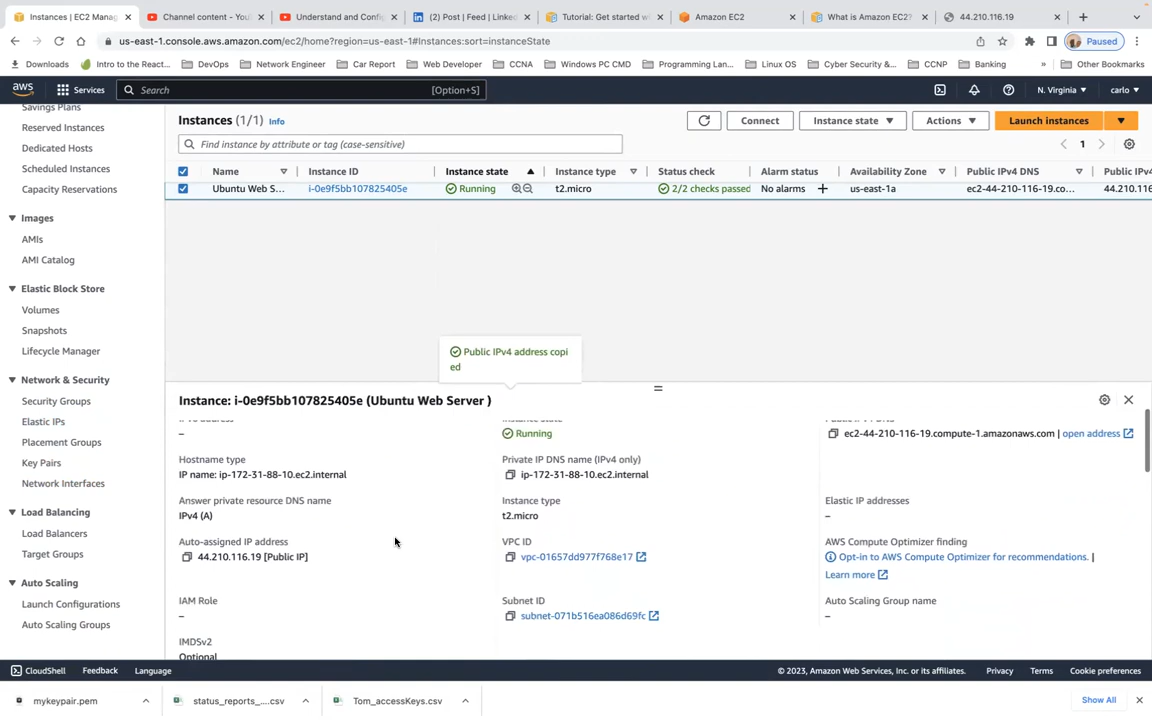 Instances | EC2 Manag
Channel content - You
Understand and Confi
(2) Post | Feed | Linked
Tutorial: Get started w
Amazon EC2
What is Amazon EC2?
44.210.116.19
us-east-1.console.aws.amazon.com/ec2/home?region=us-east-1#Instances:sort=instanceState
Paused
Downloads
Intro to the React...
DevOps
Network Engineer
Car Report
Web Developer
CCNA
Windows PC CMD
Programming Lan...
Linux OS
Cyber Security &...
CCNP
Banking
»
Other Bookmarks
aws
Services
Search
[Option+S]
N. Virginia
carlo
Savings Plans
Reserved Instances
Dedicated Hosts
Scheduled Instances
Capacity Reservations
Images
AMIs
AMI Catalog
Elastic Block Store
Volumes
Snapshots
Lifecycle Manager
Network & Security
Security Groups
Elastic IPs
Placement Groups
Key Pairs
Network Interfaces
Load Balancing
Load Balancers
Target Groups
Auto Scaling
Launch Configurations
Auto Scaling Groups
Instances (1/1) Info
Connect
Instance state
Actions
Launch instances
Find instance by attribute or tag (case-sensitive)
1
Name
Instance ID
Instance state
Instance type
Status check
Alarm status
Availability Zone
Public IPv4 DNS
Public IPv4
Ubuntu Web S...
i-0e9f5bb107825405e
Running
t2.micro
2/2 checks passed
No alarms +
us-east-1a
ec2-44-210-116-19.co...
44.210.116
Public IPv4 address copi
ed
Instance: i-0e9f5bb107825405e (Ubuntu Web Server )
–
Running
ec2-44-210-116-19.compute-1.amazonaws.com | open address
Hostname type
IP name: ip-172-31-88-10.ec2.internal
Private IP DNS name (IPv4 only)
ip-172-31-88-10.ec2.internal
Answer private resource DNS name
IPv4 (A)
Instance type
t2.micro
Elastic IP addresses
–
Auto-assigned IP address
44.210.116.19 [Public IP]
VPC ID
vpc-01657dd977f768e17
AWS Compute Optimizer finding
Opt-in to AWS Compute Optimizer for recommendations. |
Learn more
IAM Role
–
Subnet ID
subnet-071b516ea086d69fc
Auto Scaling Group name
–
IMDSv2
Optional
CloudShell
Feedback
Language
© 2023, Amazon Web Services, Inc. or its affiliates.
Privacy
Terms
Cookie preferences
mykeypair.pem
status_reports_....csv
Tom_accessKeys.csv
Show All